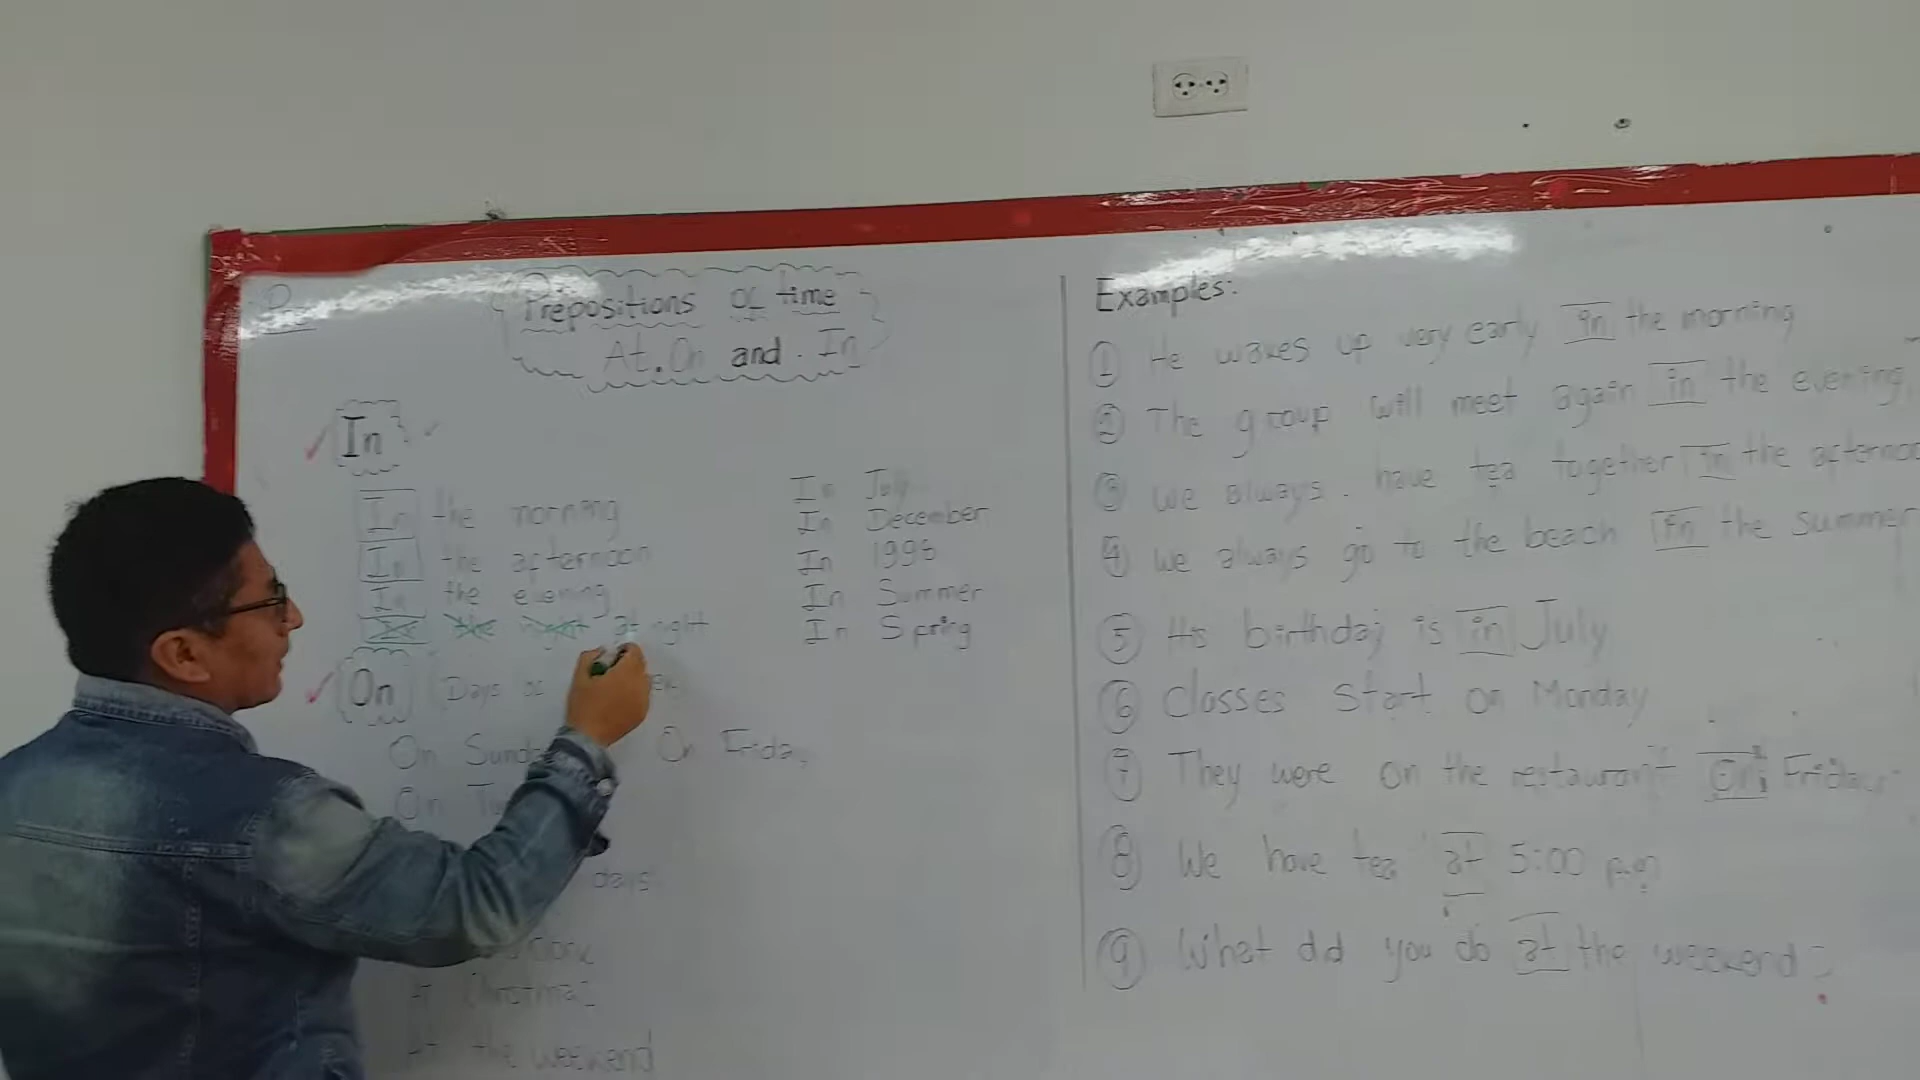 Prepositions of time
At. On and. In
In
In the morning
In the afternoon
In the evening
the night at night
In July
In December
In 1995
In Summer
In Spring
On (Days
On Friday
On
days
Christmas
At the weekend
Examples:
① He wakes up very early in the morning
② The group will meet again in the evening,
③ We always. have tea together in the
④ We always go to the beach in the summer
⑤ His birthday is in July
⑥ Classes start on Monday
⑦ They were on the restaurant on Friday
⑧ We have tea at 5:00 p.m
⑨ What did you do at the weekend?